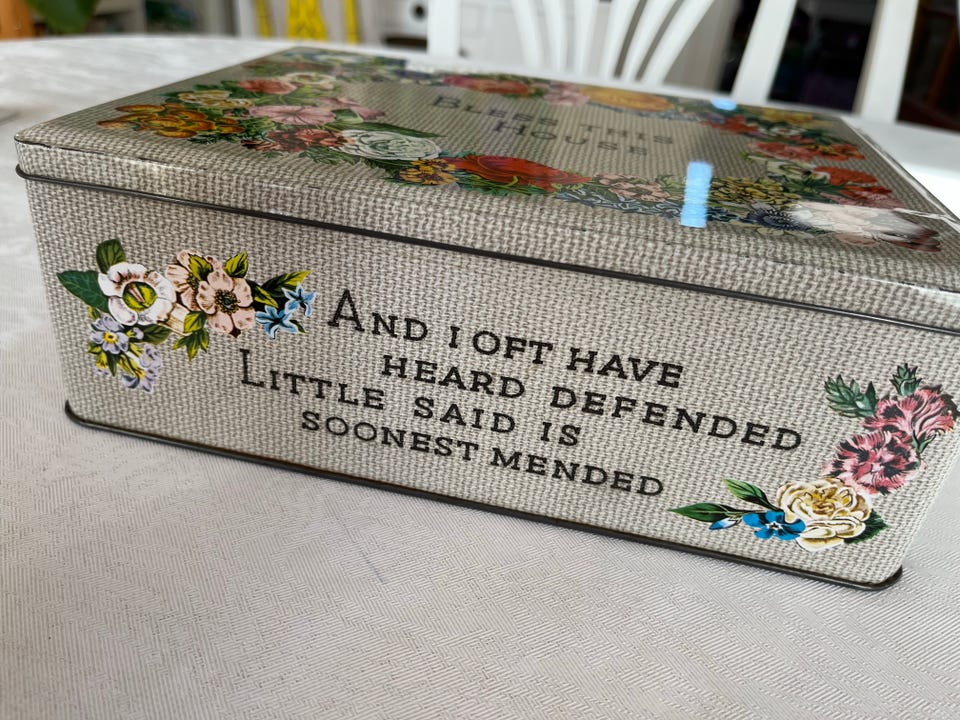 BLESS THIS
HOUSE
AND I OFT HAVE
HEARD DEFENDED
LITTLE SAID IS
SOONEST MENDED